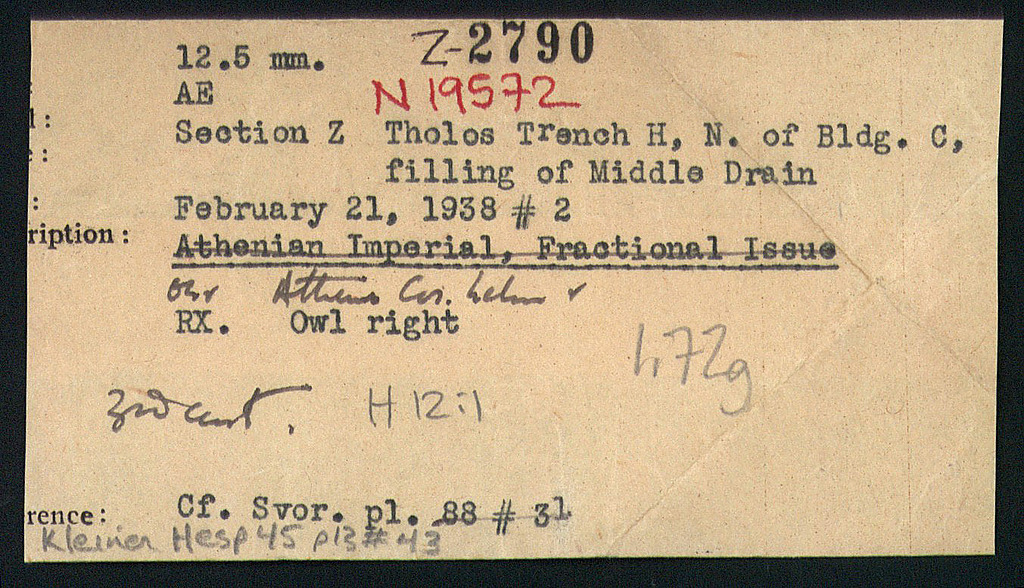 12.5 mm. Z-2790
AE N 19572
l: Section Z Tholos Trench H, N. of Bldg. C,
e: filling of Middle Drain
: February 21, 1938 # 2
ription: Athenian Imperial, Fractional Issue
obv Athena Cor. helm r
RX. Owl right
1.72g
3rd cent. H 12:1
rence: Cf. Svor. pl. 88 # 31
Kleiner Hesp 45 p13 # 43